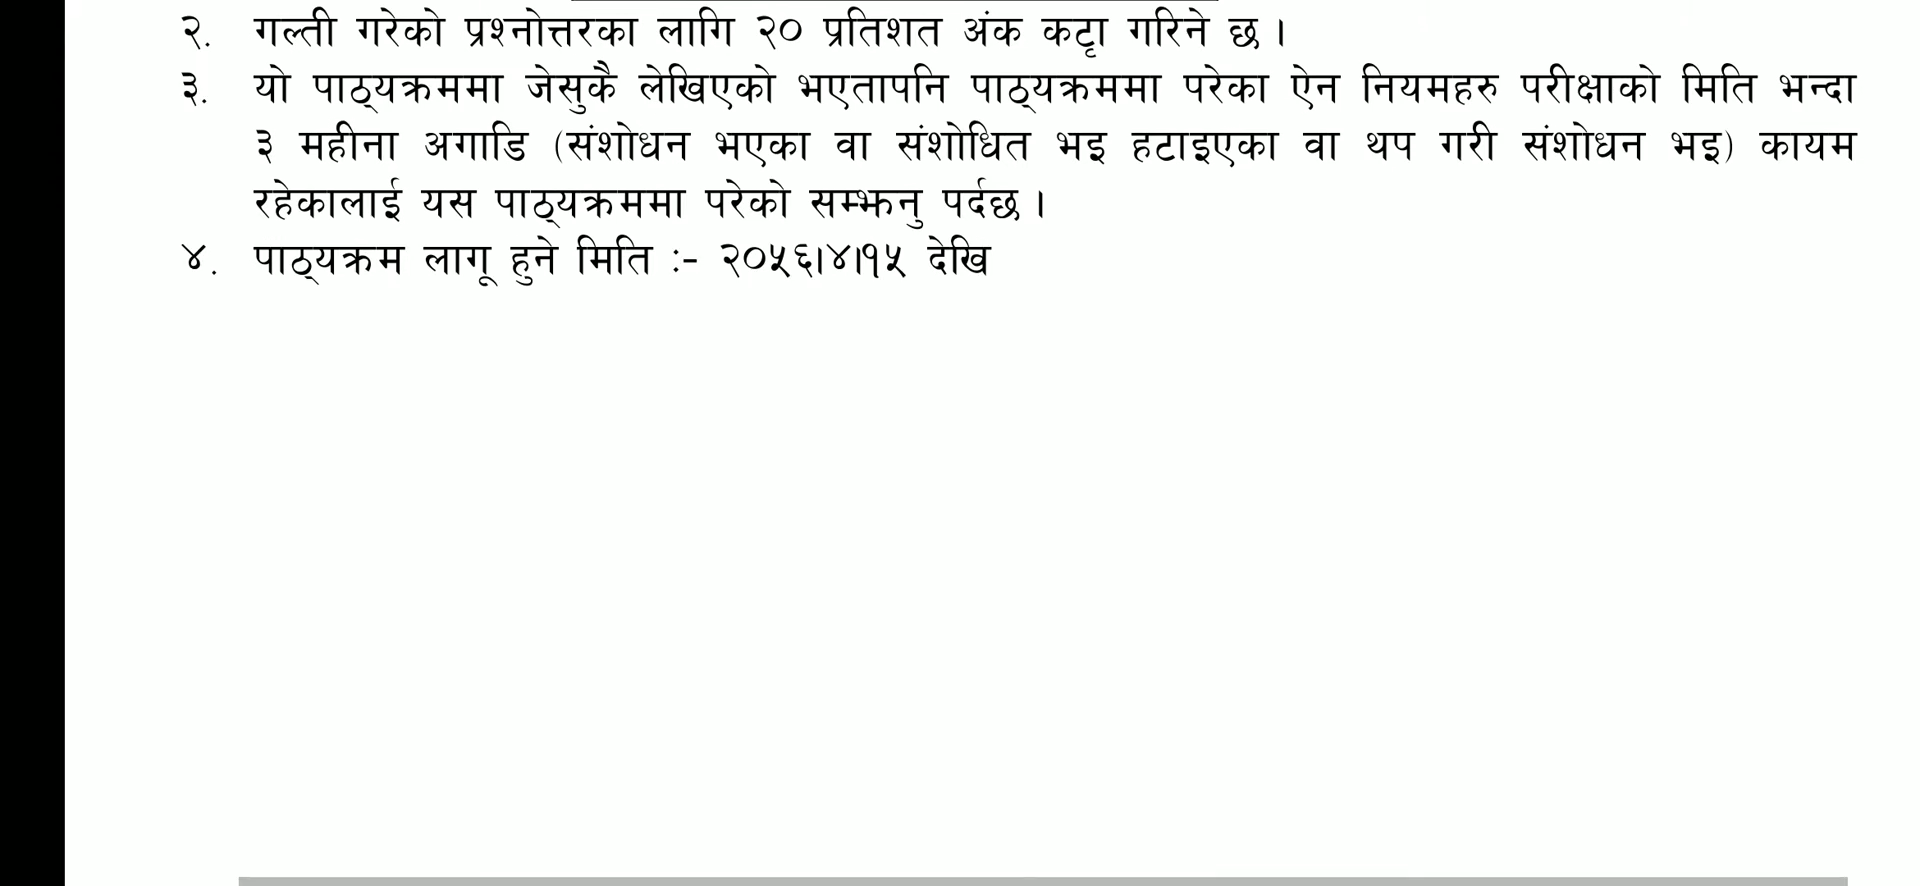 २. गल्ती गरेको प्रश्नोत्तरका लागि २० प्रतिशत अंक कट्टा गरिने छ ।
३. यो पाठ्यक्रममा जेसुकै लेखिएको भएतापनि पाठ्यक्रममा परेका ऐन नियमहरु परीक्षाको मिति भन्दा
३ महीना अगाडि (संशोधन भएका वा संशोधित भइ हटाइएका वा थप गरी संशोधन भइ) कायम
रहेकालाई यस पाठ्यक्रममा परेको सम्झनु पर्दछ ।
४. पाठ्यक्रम लागू हुने मिति :- २०५६।४।१५ देखि